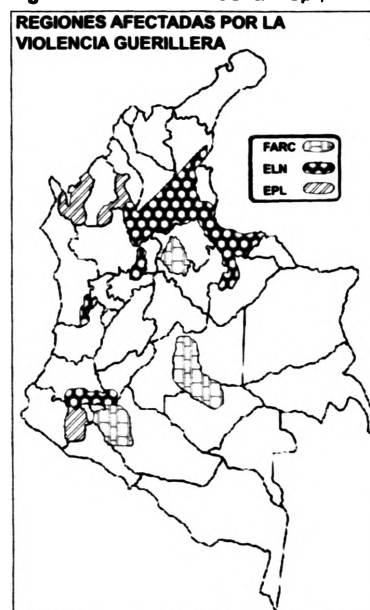 REGIONES AFECTADAS POR LA
VIOLENCIA GUERILLERA
FARC
ELN
EPL